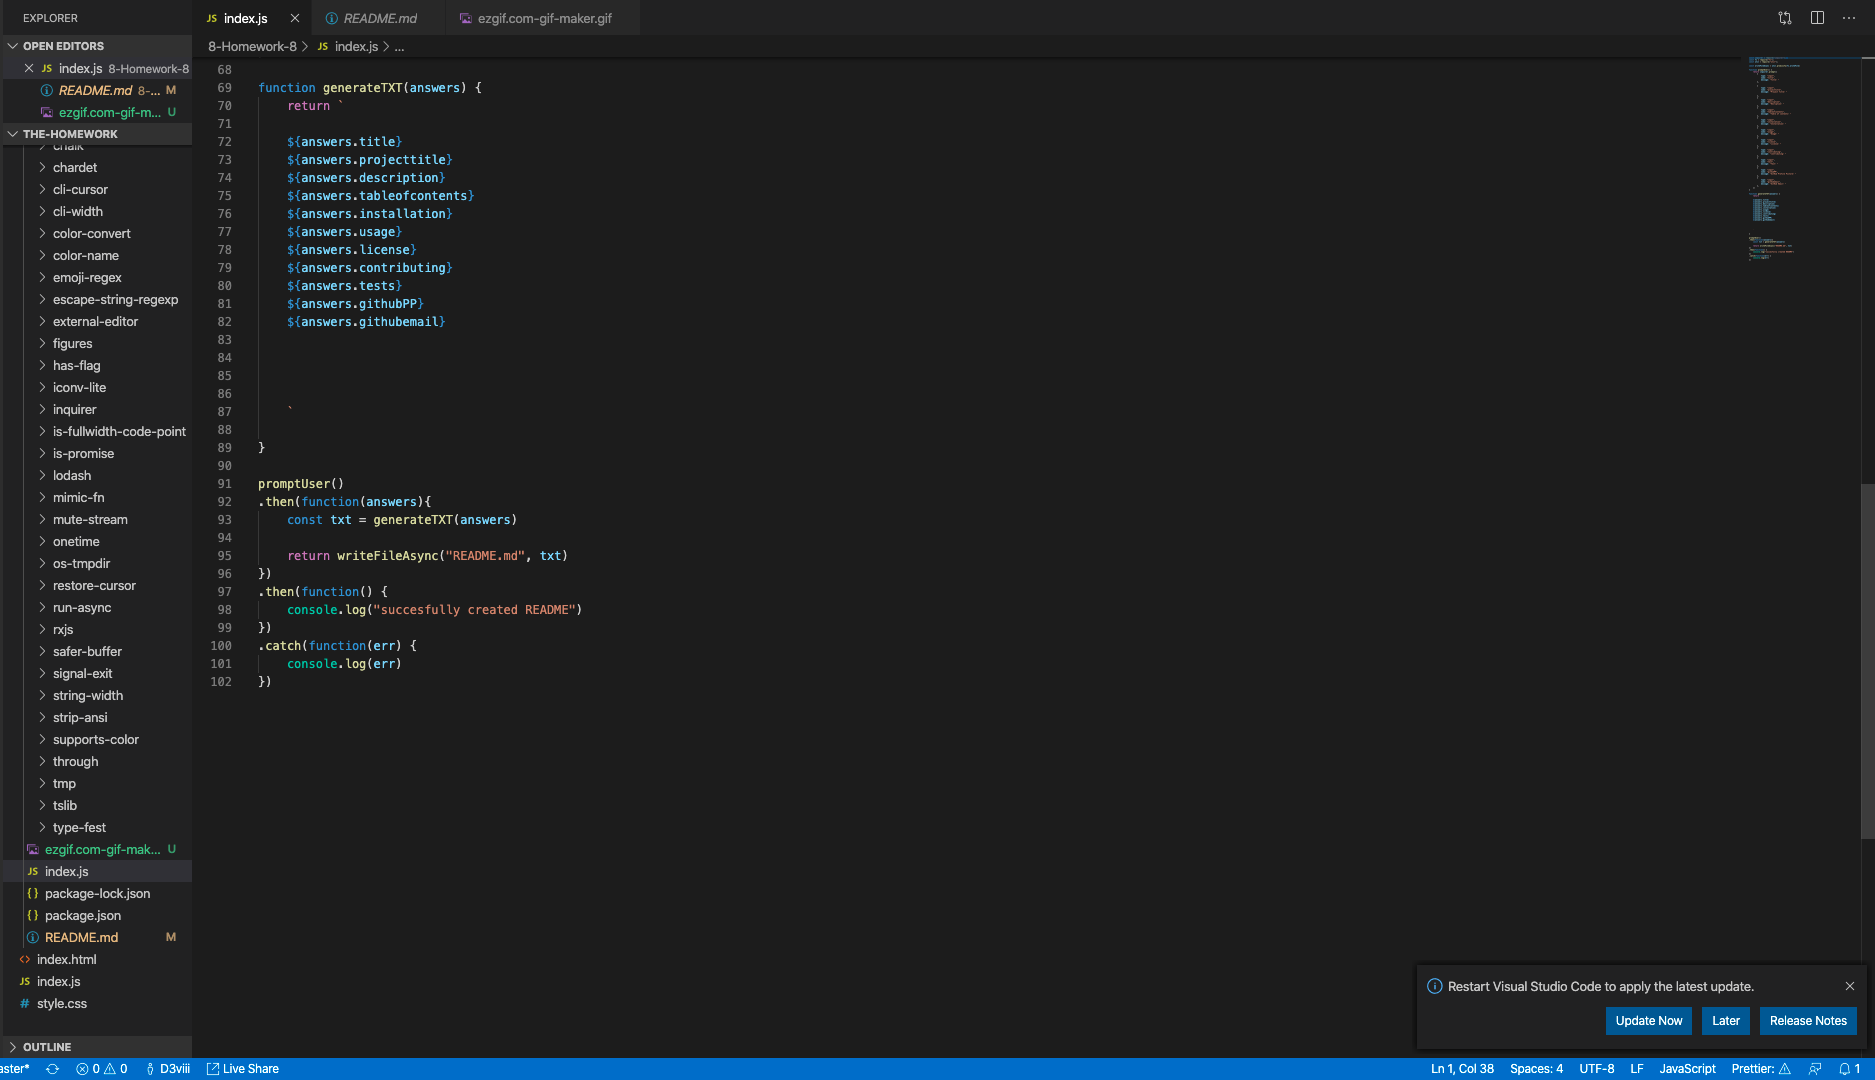 EXPLORER
OPEN EDITORS
JS index.js 8-Homework-8
README.md 8-... M
ezgif.com-gif-m... U
THE-HOMEWORK
chalk
chardet
cli-cursor
cli-width
color-convert
color-name
emoji-regex
escape-string-regexp
external-editor
figures
has-flag
iconv-lite
inquirer
is-fullwidth-code-point
is-promise
lodash
mimic-fn
mute-stream
onetime
os-tmpdir
restore-cursor
run-async
rxjs
safer-buffer
signal-exit
string-width
strip-ansi
supports-color
through
tmp
tslib
type-fest
ezgif.com-gif-mak... U
JS index.js
{} package-lock.json
{} package.json
README.md M
<> index.html
JS index.js
# style.css
OUTLINE
JS index.js
README.md
ezgif.com-gif-maker.gif
8-Homework-8 > JS index.js > ...
68
69 function generateTXT(answers) {
70 return `
71
72 ${answers.title}
73 ${answers.projecttitle}
74 ${answers.description}
75 ${answers.tableofcontents}
76 ${answers.installation}
77 ${answers.usage}
78 ${answers.license}
79 ${answers.contributing}
80 ${answers.tests}
81 ${answers.githubPP}
82 ${answers.githubemail}
83
84
85
86
87 `
88
89 }
90
91 promptUser()
92 .then(function(answers){
93 const txt = generateTXT(answers)
94
95 return writeFileAsync("README.md", txt)
96 })
97 .then(function() {
98 console.log("succesfully created README")
99 })
100 .catch(function(err) {
101 console.log(err)
102 })
Restart Visual Studio Code to apply the latest update.
Update Now Later Release Notes
aster* 0 0 D3viii Live Share Ln 1, Col 38 Spaces: 4 UTF-8 LF JavaScript Prettier: 1